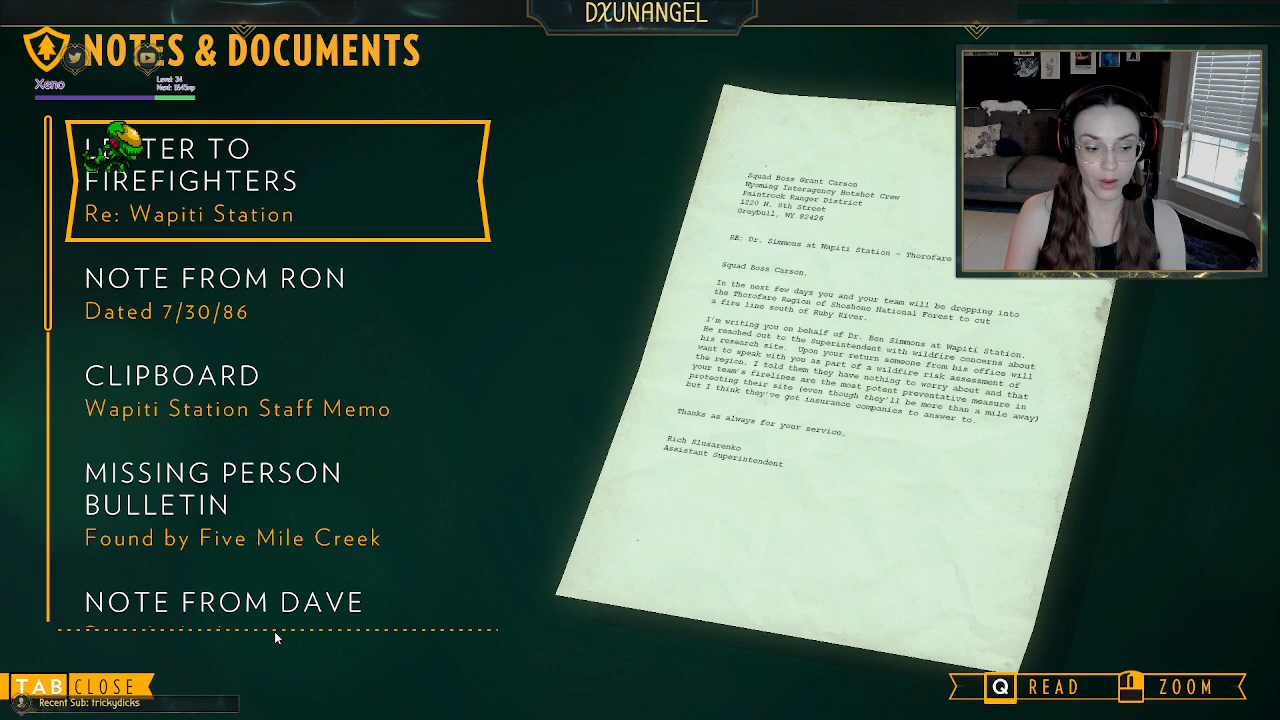 DXUNANGEL
NOTES & DOCUMENTS
Xeno
Level: 34
LETTER TO
FIREFIGHTERS
Re: Wapiti Station
NOTE FROM RON
Dated 7/30/86
CLIPBOARD
Wapiti Station Staff Memo
MISSING PERSON
BULLETIN
Found by Five Mile Creek
NOTE FROM DAVE
Squad Boss Grant Carson
Wyoming Interagency Hotshot Crew
Paintrock Ranger District
1220 N. 8th Street
Greybull, WY 82426
RE: Dr. Simmons at Wapiti Station - Thorofare
Squad Boss Carson,
In the next few days you and your team will be dropping into
the Thorofare Region of Shoshone National Forest to cut
a fire line south of Ruby River.
I'm writing you on behalf of Dr. Ben Simmons at Wapiti Station.
He reached out to the Superintendent with wildfire concerns about
his research site. Upon your return someone from his office will
want to speak with you as part of a wildfire risk assessment of
the region. I told them they have nothing to worry about and that
your team's firelines are the most potent preventative measure in
protecting their site (even though they'll be more than a mile away)
but I think they've got insurance companies to answer to.
Thanks as always for your service,
Rich Slusarenko
Assistant Superintendent
TAB CLOSE
Recent Sub: trickydicks
Q READ ZOOM